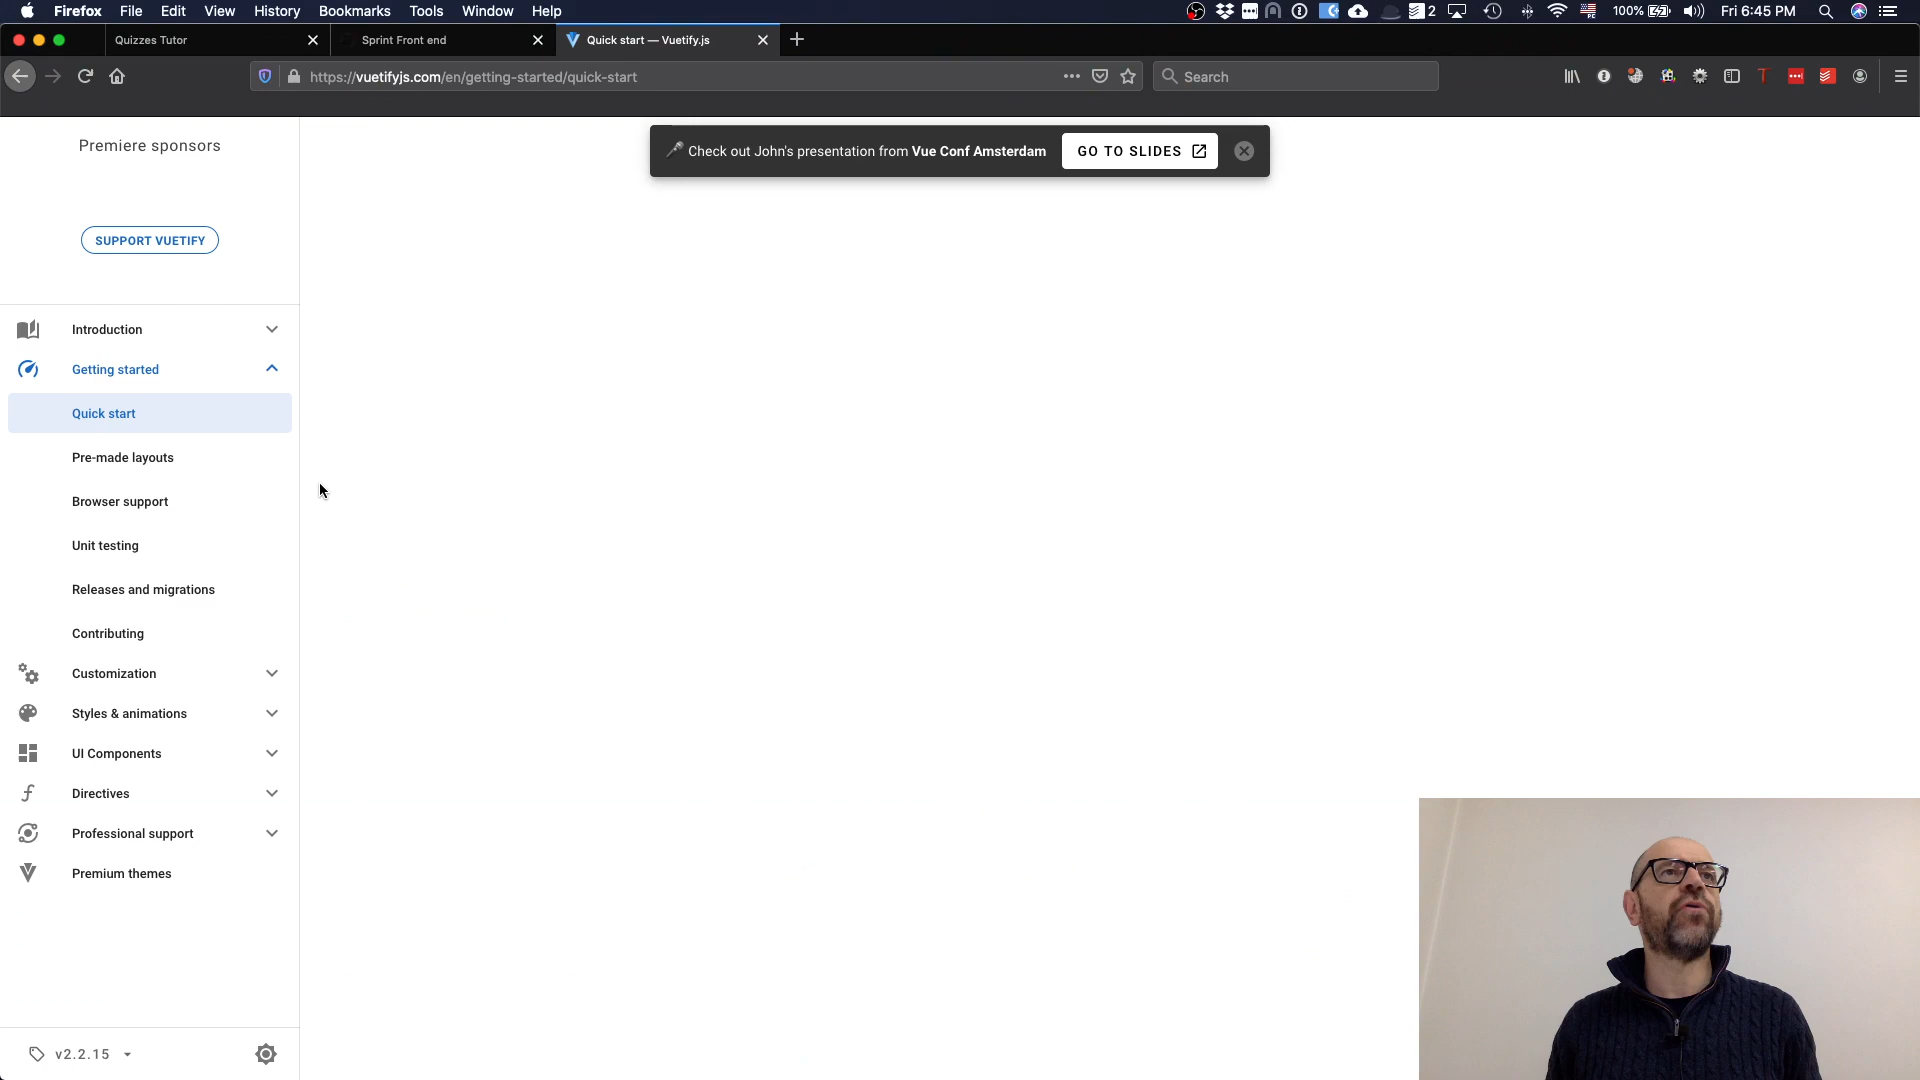 Firefox File Edit View History Bookmarks Tools Window Help
2 100% Fri 6:45 PM
Quizzes Tutor Sprint Front end Quick start — Vuetify.js
https://vuetifyjs.com/en/getting-started/quick-start Search
Premiere sponsors
Check out John's presentation from Vue Conf Amsterdam GO TO SLIDES
SUPPORT VUETIFY
Introduction
Getting started
Quick start
Pre-made layouts
Browser support
Unit testing
Releases and migrations
Contributing
Customization
Styles & animations
UI Components
Directives
Professional support
Premium themes
v2.2.15